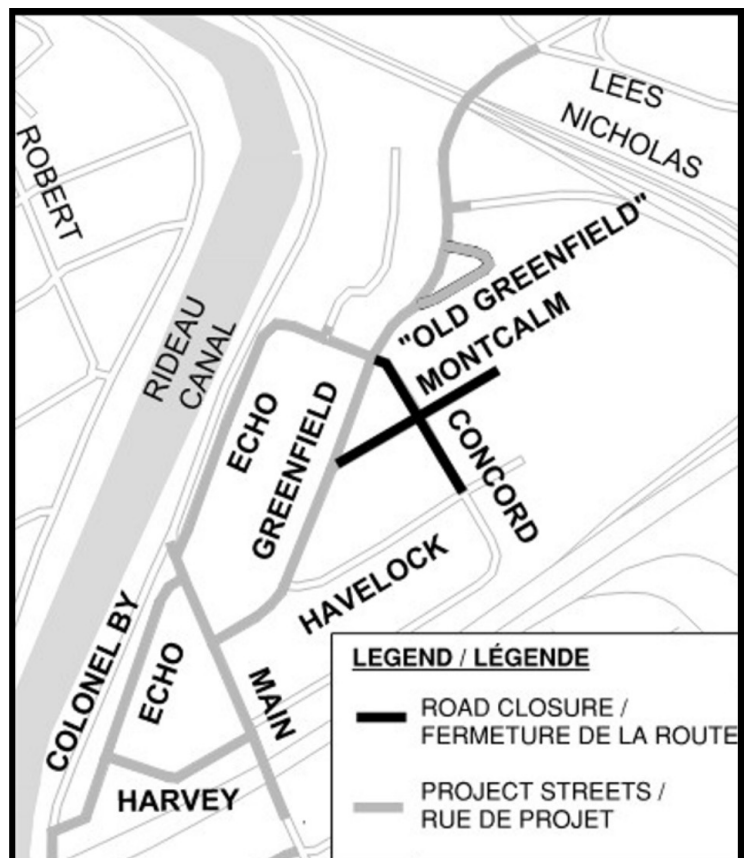 LEES
NICHOLAS
ROBERT
"OLD GREENFIELD"
MONTCALM
RIDEAU
CANAL
ECHO
GREENFIELD
CONCORD
HAVELOCK
COLONEL BY
ECHO
MAIN
HARVEY
LEGEND / LÉGENDE
ROAD CLOSURE /
FERMETURE DE LA ROUTE
PROJECT STREETS /
RUE DE PROJET